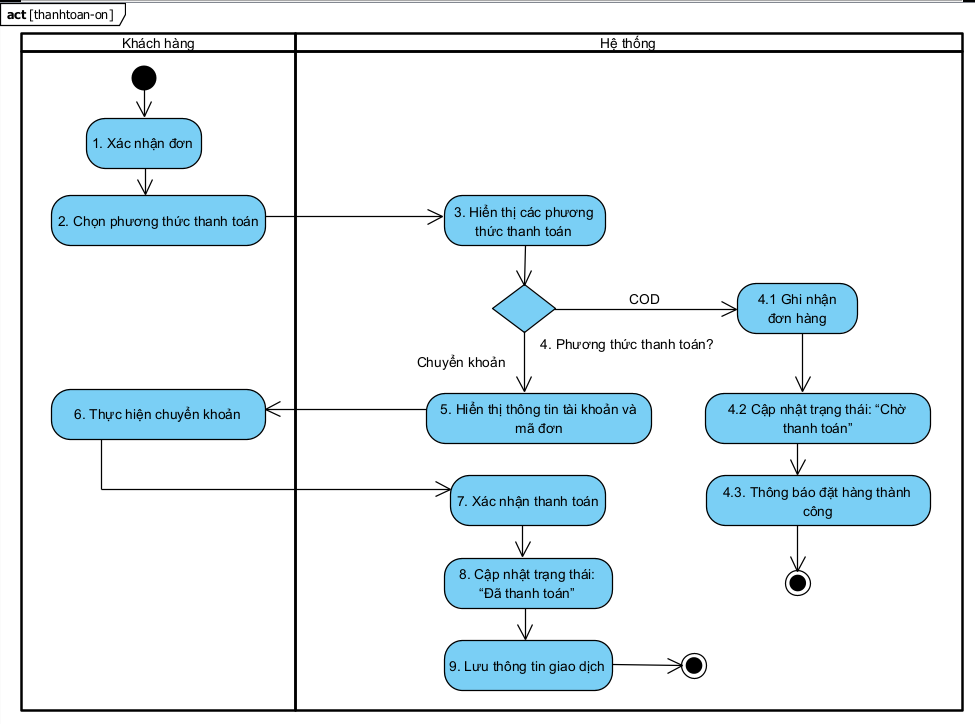 act [thanhtoan-on]
Khách hàng
Hệ thống
1. Xác nhận đơn
2. Chọn phương thức thanh toán
3. Hiển thị các phương
thức thanh toán
COD
4.1 Ghi nhận
đơn hàng
4. Phương thức thanh toán?
Chuyển khoản
6. Thực hiện chuyển khoản
5. Hiển thị thông tin tài khoản và
mã đơn
4.2 Cập nhật trạng thái: “Chờ
thanh toán”
7. Xác nhận thanh toán
4.3. Thông báo đặt hàng thành
công
8. Cập nhật trạng thái:
“Đã thanh toán”
9. Lưu thông tin giao dịch